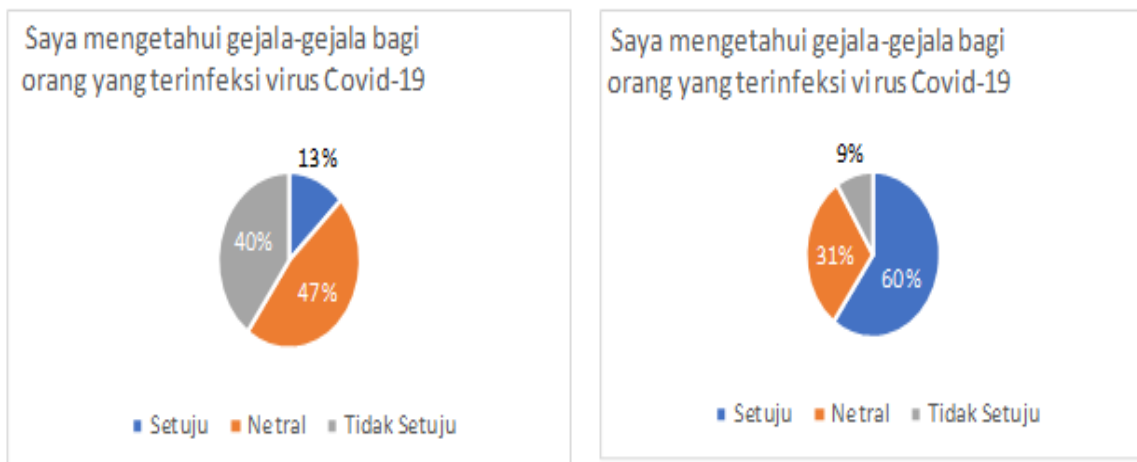 Saya mengetahui gejala-gejala bagi
orang yang terinfeksi virus Covid-19
13%
40%
47%
Setuju Netral Tidak Setuju
Saya mengetahui gejala-gejala bagi
orang yang terinfeksi virus Covid-19
9%
31%
60%
Setuju Netral Tidak Setuju